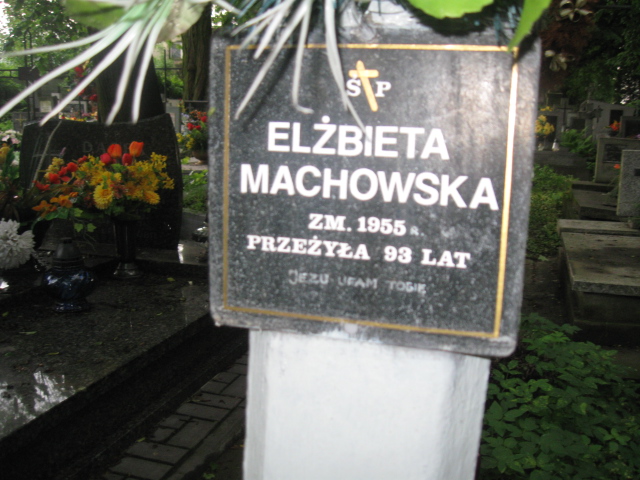 Ś P
ELŻBIETA
MACHOWSKA
ZM. 1955 R.
PRZEŻYŁA 93 LAT
JEZU UFAM TOBIE